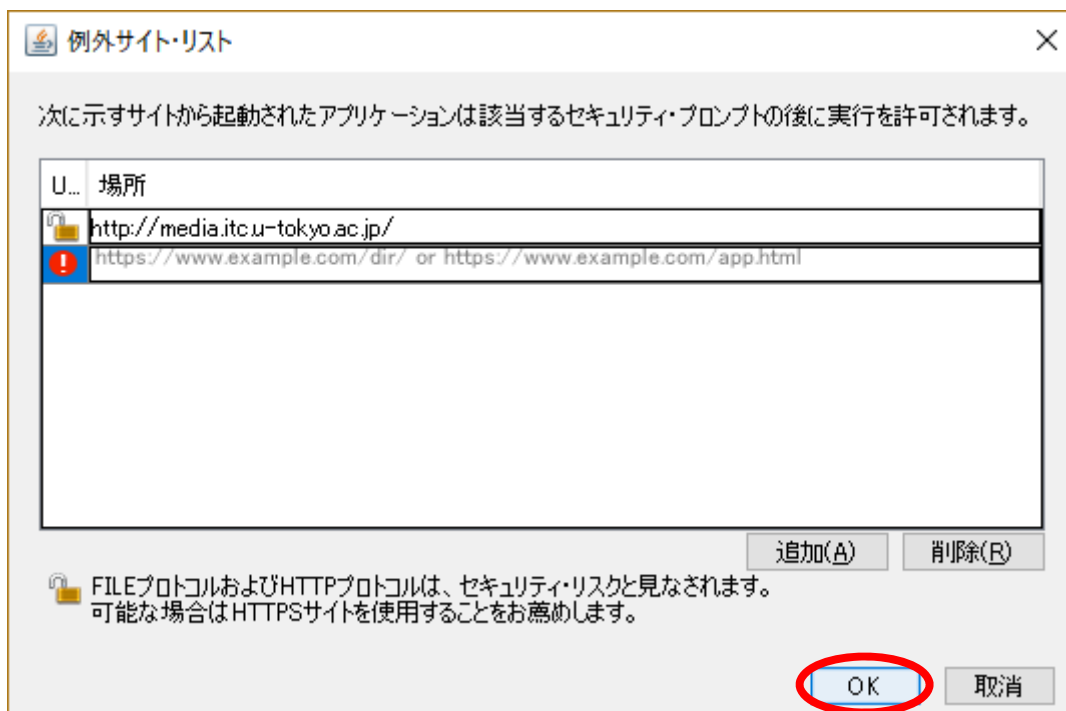 例外サイト・リスト
次に示すサイトから起動されたアプリケーションは該当するセキュリティ・プロンプトの後に実行を許可されます。
U... 場所
http://media.itc.u-tokyo.ac.jp/
https://www.example.com/dir/ or https://www.example.com/app.html
追加(A) 削除(R)
FILEプロトコルおよびHTTPプロトコルは、セキュリティ・リスクと見なされます。
可能な場合はHTTPSサイトを使用することをお薦めします。
OK 取消